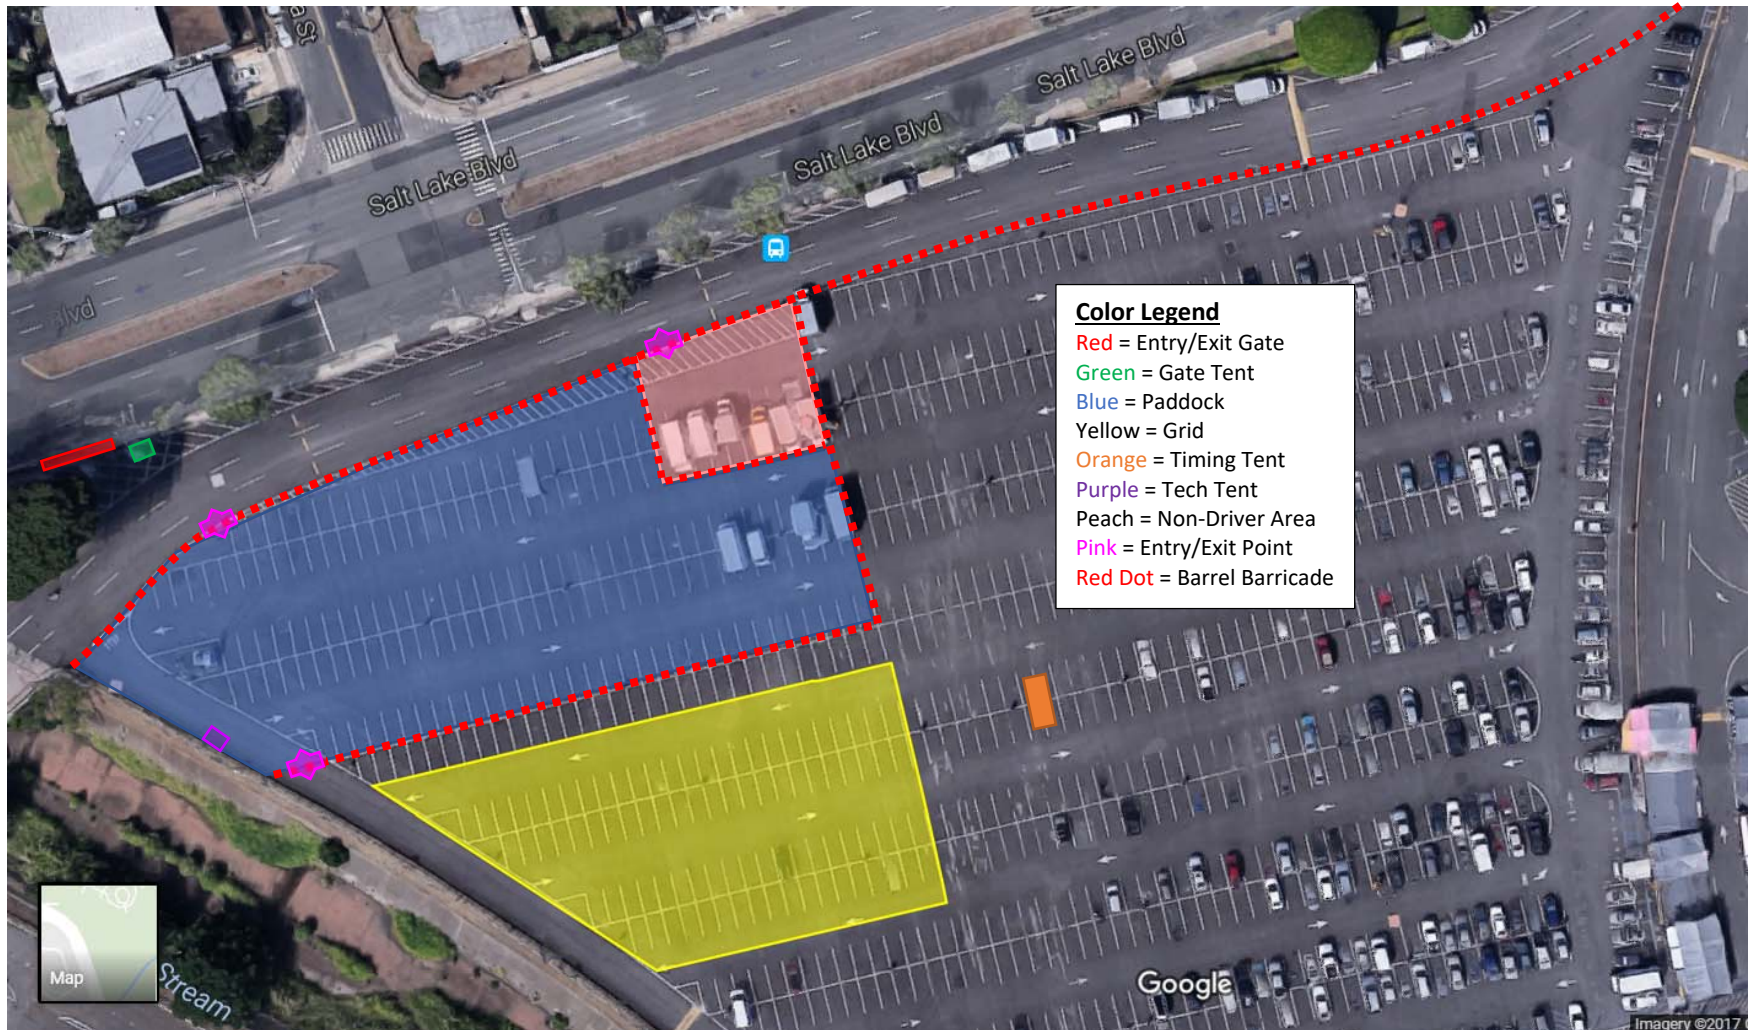 a St
Salt Lake Blvd
Salt Lake Blvd
Salt Lake Blvd
Blvd
Color Legend
Red = Entry/Exit Gate
Green = Gate Tent
Blue = Paddock
Yellow = Grid
Orange = Timing Tent
Purple = Tech Tent
Peach = Non-Driver Area
Pink = Entry/Exit Point
Red Dot = Barrel Barricade
Map
Stream
Google
Imagery ©2017